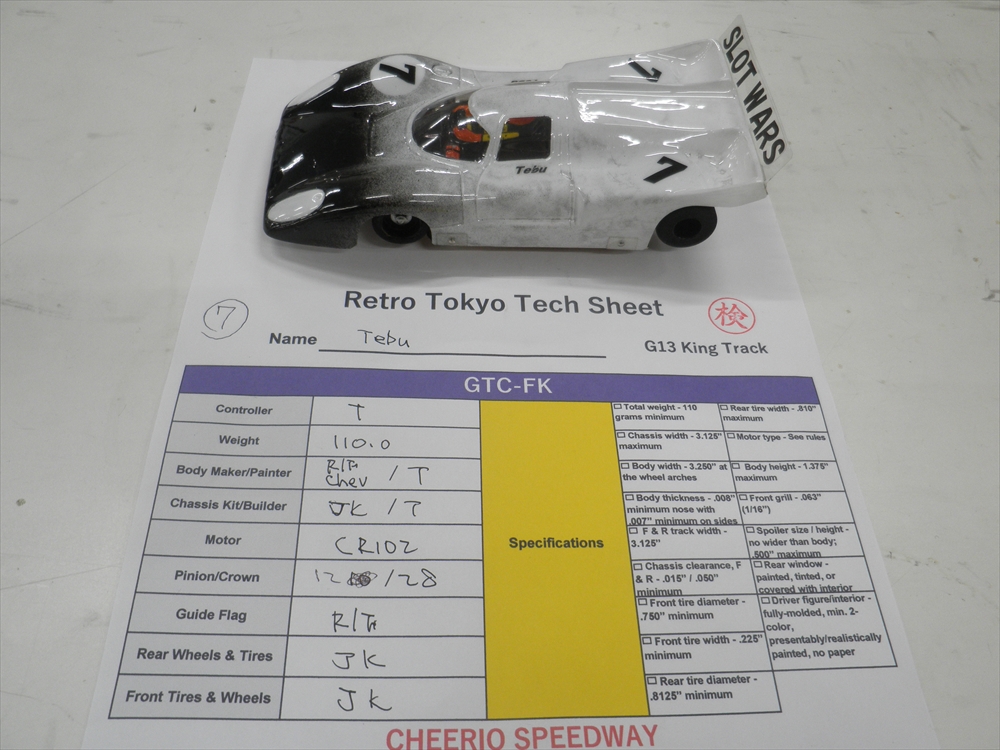 7
7
SLOT WARS
Tebu
7
Retro Tokyo Tech Sheet
検
7
Name Tebu
G13 King Track
GTC-FK
Controller T
Weight 110.0
Body Maker/Painter R/Tr Chev / T
Chassis Kit/Builder JK / T
Motor CR102
Pinion/Crown 12 /28
Guide Flag R/Tr
Rear Wheels & Tires JK
Front Tires & Wheels JK
Specifications
☐ Total weight - 110 grams minimum
☐ Rear tire width - .810" maximum
☐ Chassis width - 3.125" maximum
☐ Motor type - See rules
☐ Body width - 3.250" at the wheel arches
☐ Body height - 1.375" maximum
☐ Body thickness - .008" minimum nose with .007" minimum on sides
☐ Front grill - .063" (1/16")
☐ F & R track width - 3.125"
☐ Spoiler size / height - no wider than body; .500" maximum
☐ Chassis clearance, F & R - .015" / .050" minimum
☐ Rear window - painted, tinted, or covered with interior
☐ Front tire diameter - .750" minimum
☐ Driver figure/interior - fully-molded, min. 2-color, presentably/realistically painted, no paper
☐ Front tire width - .225" minimum
☐ Rear tire diameter - .8125" minimum
CHEERIO SPEEDWAY